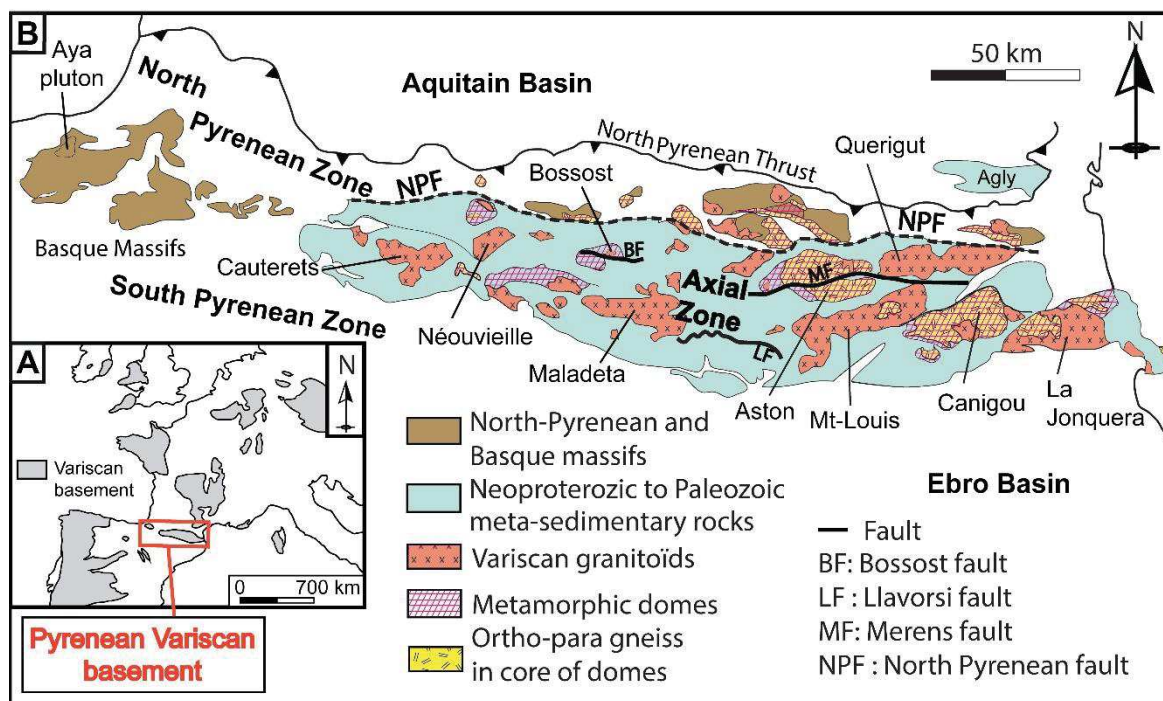 B
Aya
pluton
North
Pyrenean Zone
Aquitain Basin
50 km
N
North Pyrenean Thrust
Querigut
Agly
NPF
Bossost
BF
NPF
Basque Massifs
Cauterets
South Pyrenean Zone
Néouvieille
Maladeta
Axial
Zone
MF
LF
Aston
Mt-Louis
Canigou
La
Jonquera
A
N
Variscan
basement
0 700 km
Pyrenean Variscan
basement
North-Pyrenean and
Basque massifs
Neoproterozic to Paleozoic
meta-sedimentary rocks
Variscan granitoïds
Metamorphic domes
Ortho-para gneiss
in core of domes
Ebro Basin
Fault
BF: Bossost fault
LF : Llavorsi fault
MF: Merens fault
NPF : North Pyrenean fault